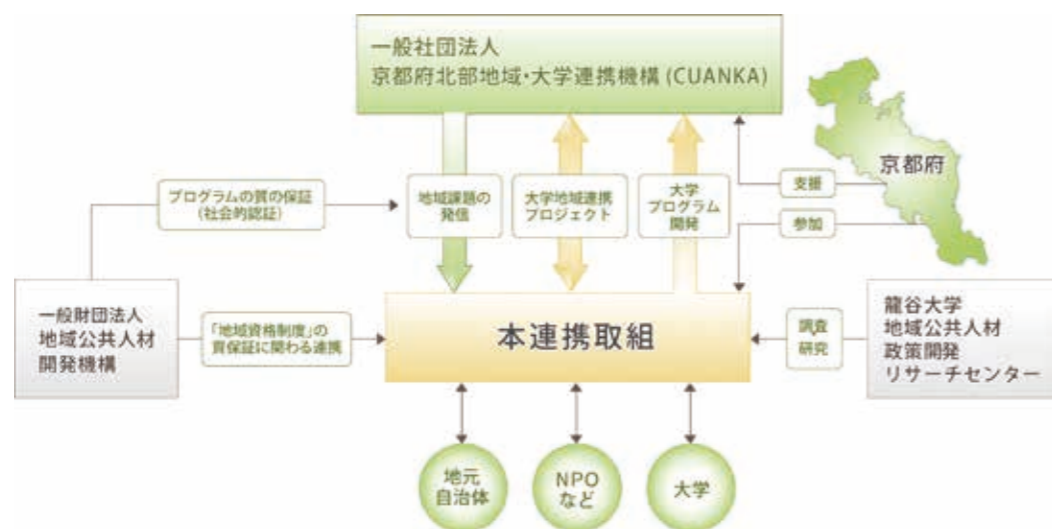 一般社団法人
京都府北部地域・大学連携機構(CUANKA)
京都府
プログラムの質の保証
(社会的認証)
地域課題の
発信
大学地域連携
プロジェクト
大学
プログラム
開発
支援
参加
一般財団法人
地域公共人材
開発機構
「地域資格制度」の
質保証に関わる連携
本連携取組
調査
研究
龍谷大学
地域公共人材
政策開発
リサーチセンター
地元
自治体
NPO
など
大学